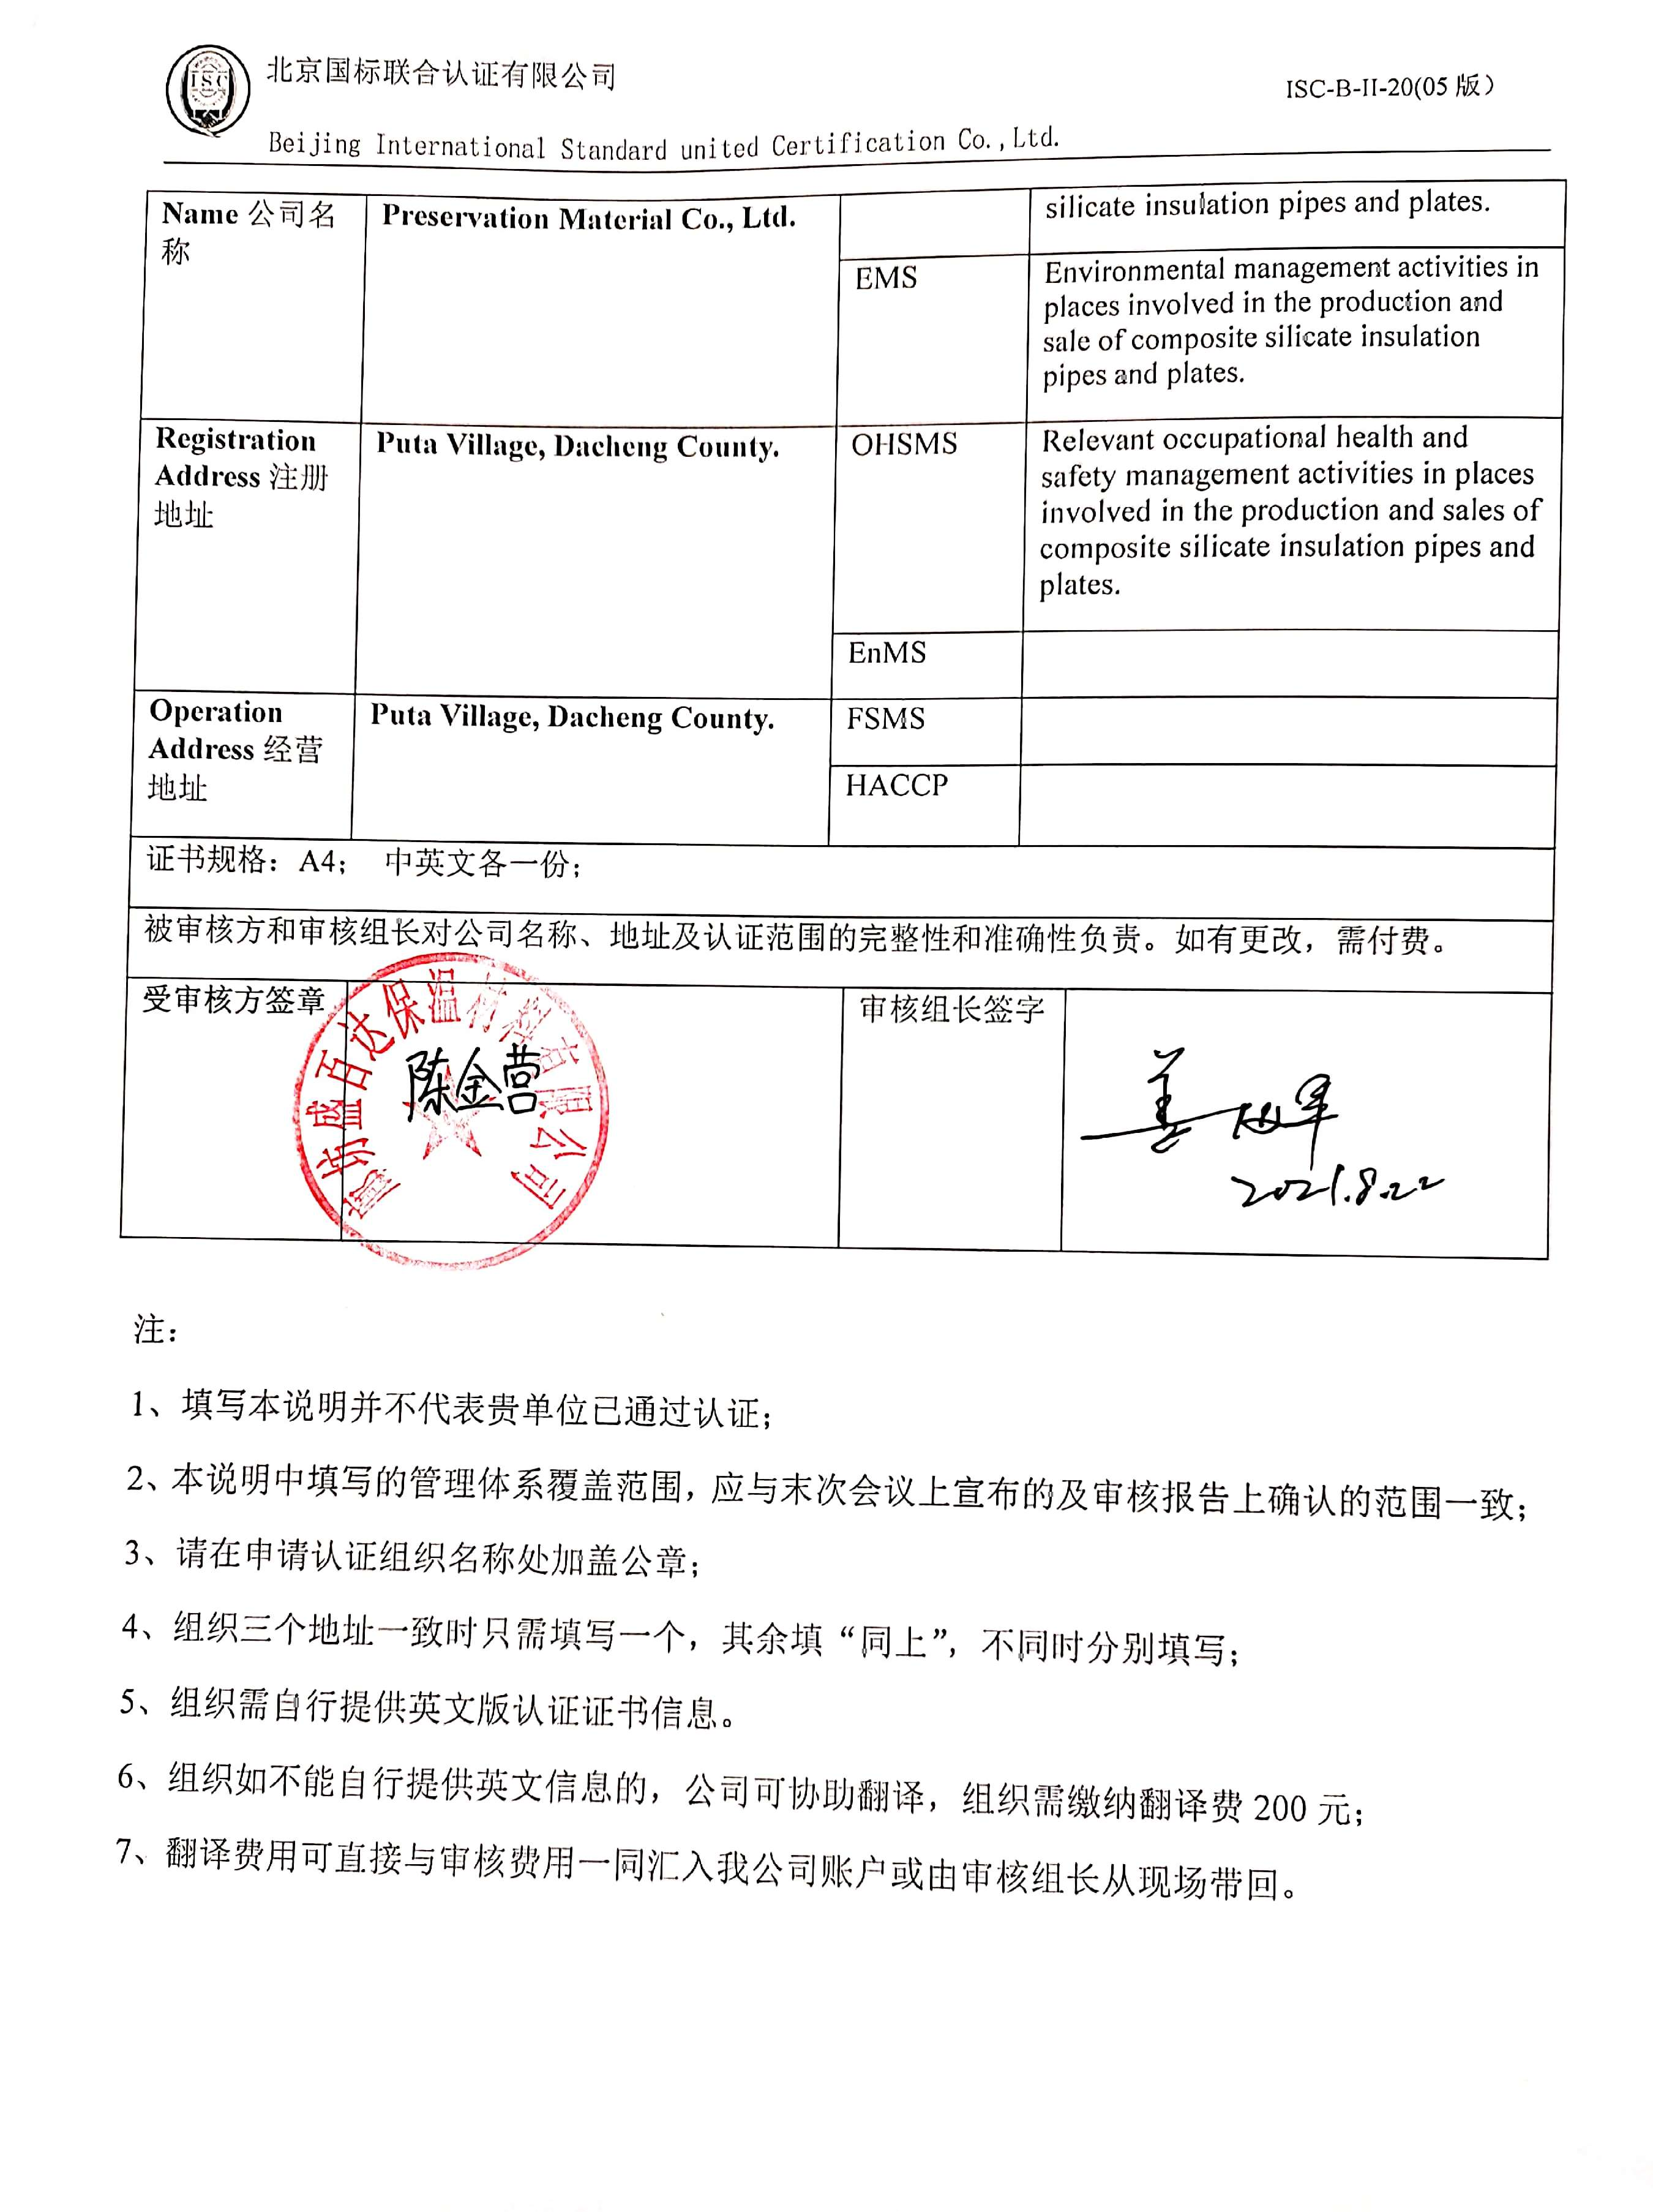 ISC
北京国标联合认证有限公司
ISC-B-II-20(05 版）
Beijing International Standard united Certification Co.,Ltd.
Name 公司名
称
Preservation Material Co., Ltd.
silicate insulation pipes and plates.
EMS
Environmental management activities in
places involved in the production and
sale of composite silicate insulation
pipes and plates.
Registration
Address 注册
地址
Puta Village, Dacheng County.
OHSMS
Relevant occupational health and
safety management activities in places
involved in the production and sales of
composite silicate insulation pipes and
plates.
EnMS
Operation
Address 经营
地址
Puta Village, Dacheng County.
FSMS
HACCP
证书规格：A4； 中英文各一份；
被审核方和审核组长对公司名称、地址及认证范围的完整性和准确性负责。如有更改，需付费。
受审核方签章
盛百达保温材料有限公司
陈金营
审核组长签字
姜
2021.8.22
注：
1、填写本说明并不代表贵单位已通过认证；
2、本说明中填写的管理体系覆盖范围，应与末次会议上宣布的及审核报告上确认的范围一致；
3、请在申请认证组织名称处加盖公章；
4、组织三个地址一致时只需填写一个，其余填“同上”，不同时分别填写；
5、组织需自行提供英文版认证证书信息。
6、组织如不能自行提供英文信息的，公司可协助翻译，组织需缴纳翻译费 200 元；
7、翻译费用可直接与审核费用一同汇入我公司账户或由审核组长从现场带回。